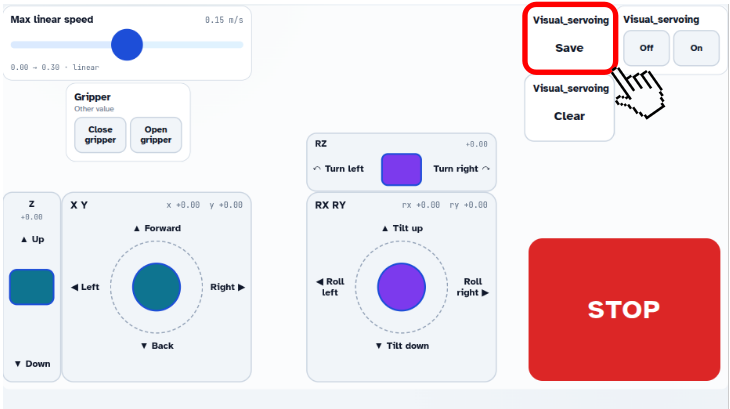 Max linear speed 0.15 m/s
0.00 → 0.30 · linear
Gripper
Other value
Close gripper
Open gripper
Visual_servoing
Save
Visual_servoing
Off On
Visual_servoing
Clear
RZ +0.00
↶ Turn left Turn right ↷
Z
+0.00
▲ Up
▼ Down
X Y x +0.00 y +0.00
▲ Forward
◀ Left Right ▶
▼ Back
RX RY rx +0.00 ry +0.00
▲ Tilt up
◀ Roll left
Roll right ▶
▼ Tilt down
STOP